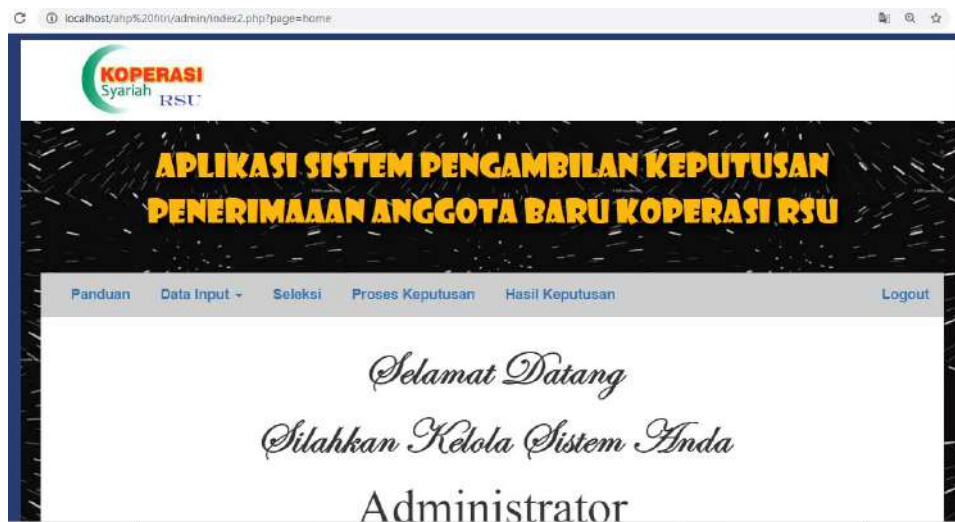 localhost/ahp%20fitri/admin/index2.php?page=home
KOPERASI
Syariah RSU
APLIKASI SISTEM PENGAMBILAN KEPUTUSAN
PENERIMAAAN ANGGOTA BARU KOPERASI RSU
Panduan Data Input Seleksi Proses Keputusan Hasil Keputusan Logout
Selamat Datang
Silahkan Kelola Sistem Anda
Administrator